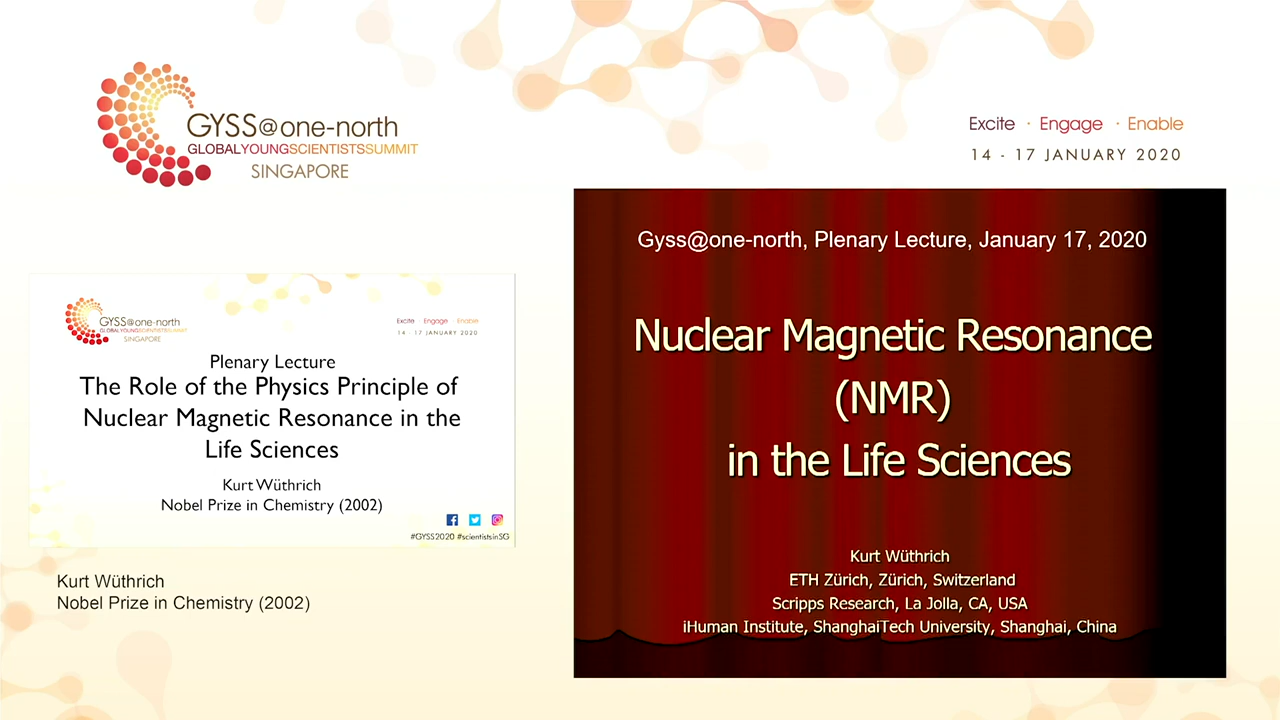 GYSS@one-north
GLOBALYOUNGSCIENTISTSSUMMIT
SINGAPORE
Excite · Engage · Enable
14 - 17 JANUARY 2020
GYSS@one-north
GLOBALYOUNGSCIENTISTSSUMMIT
SINGAPORE
Excite · Engage · Enable
14 - 17 JANUARY 2020
Plenary Lecture
The Role of the Physics Principle of
Nuclear Magnetic Resonance in the
Life Sciences
Kurt Wüthrich
Nobel Prize in Chemistry (2002)
#GYSS2020 #scientistsinSG
Kurt Wüthrich
Nobel Prize in Chemistry (2002)
Gyss@one-north, Plenary Lecture, January 17, 2020
Nuclear Magnetic Resonance
(NMR)
in the Life Sciences
Kurt Wüthrich
ETH Zürich, Zürich, Switzerland
Scripps Research, La Jolla, CA, USA
iHuman Institute, ShanghaiTech University, Shanghai, China